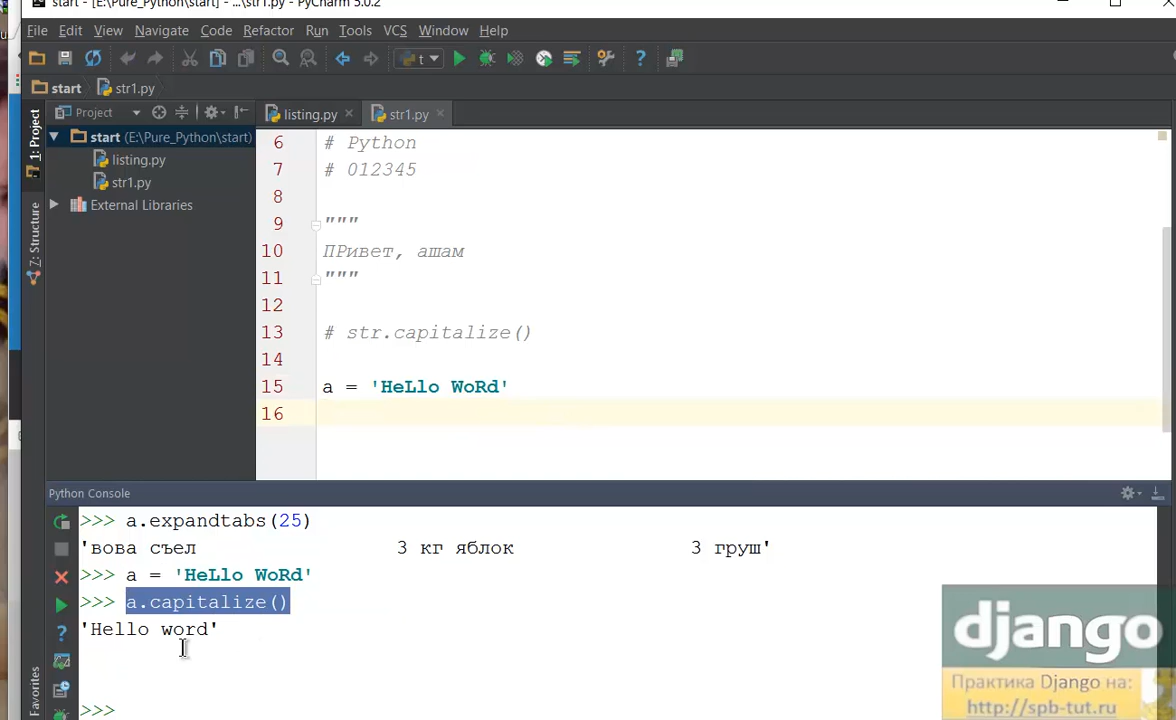 start - [E:\Pure_Python\start] - ...\str1.py - PyCharm 5.0.2
File Edit View Navigate Code Refactor Run Tools VCS Window Help
t
start str1.py
Project
listing.py
str1.py
1: Project
Z: Structure
Favorites
start (E:\Pure_Python\start)
listing.py
str1.py
External Libraries
6 # Python
7 # 012345
8
9 """
10 ПРивет, ашам
11 """
12
13 # str.capitalize()
14
15 a = 'HeLlo WoRd'
16
Python Console
>>> a.expandtabs(25)
'вова съел 3 кг яблок 3 груш'
>>> a = 'HeLlo WoRd'
>>> a.capitalize()
'Hello word'
>>>
django
Практика Django на:
http://spb-tut.ru